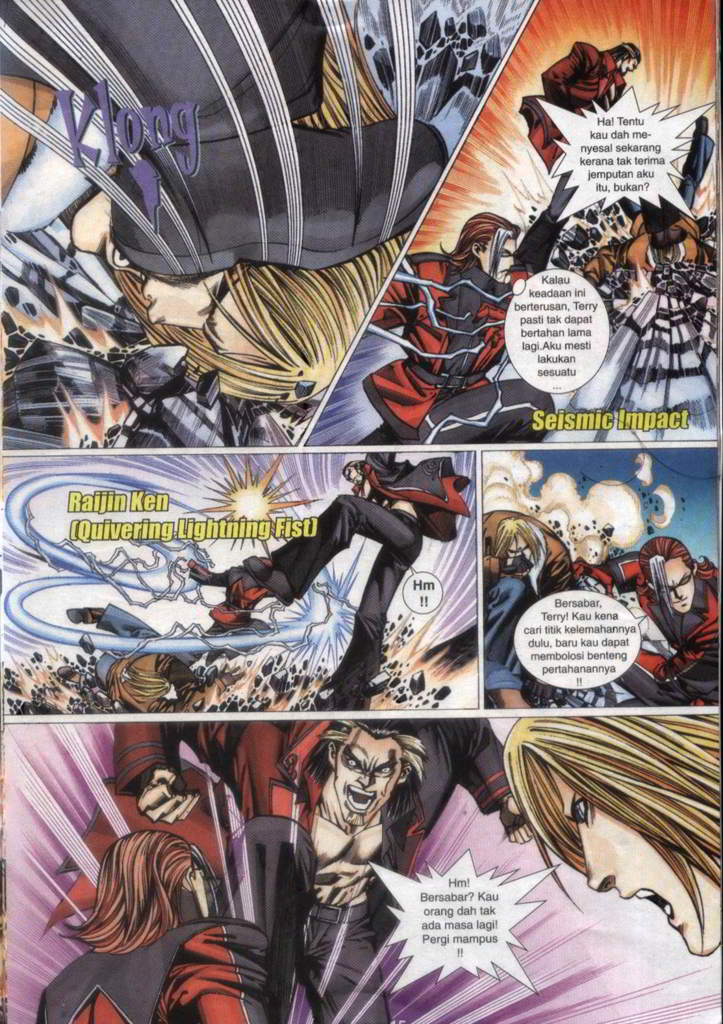 Klong
Ha! Tentu
kau dah me-
nyesal sekarang
kerana tak terima
jemputan aku
itu, bukan?
Kalau
keadaan ini
berterusan, Terry
pasti tak dapat
bertahan lama
lagi.Aku mesti
lakukan
sesuatu
...
Seismic Impact
Raijin Ken
(Quivering Lightning Fist)
Hm
!!
Bersabar,
Terry! Kau kena
cari titik kelemahannya
dulu, baru kau dapat
membolosi benteng
pertahanannya
!!
Hm!
Bersabar? Kau
orang dah tak
ada masa lagi!
Pergi mampus
!!
15